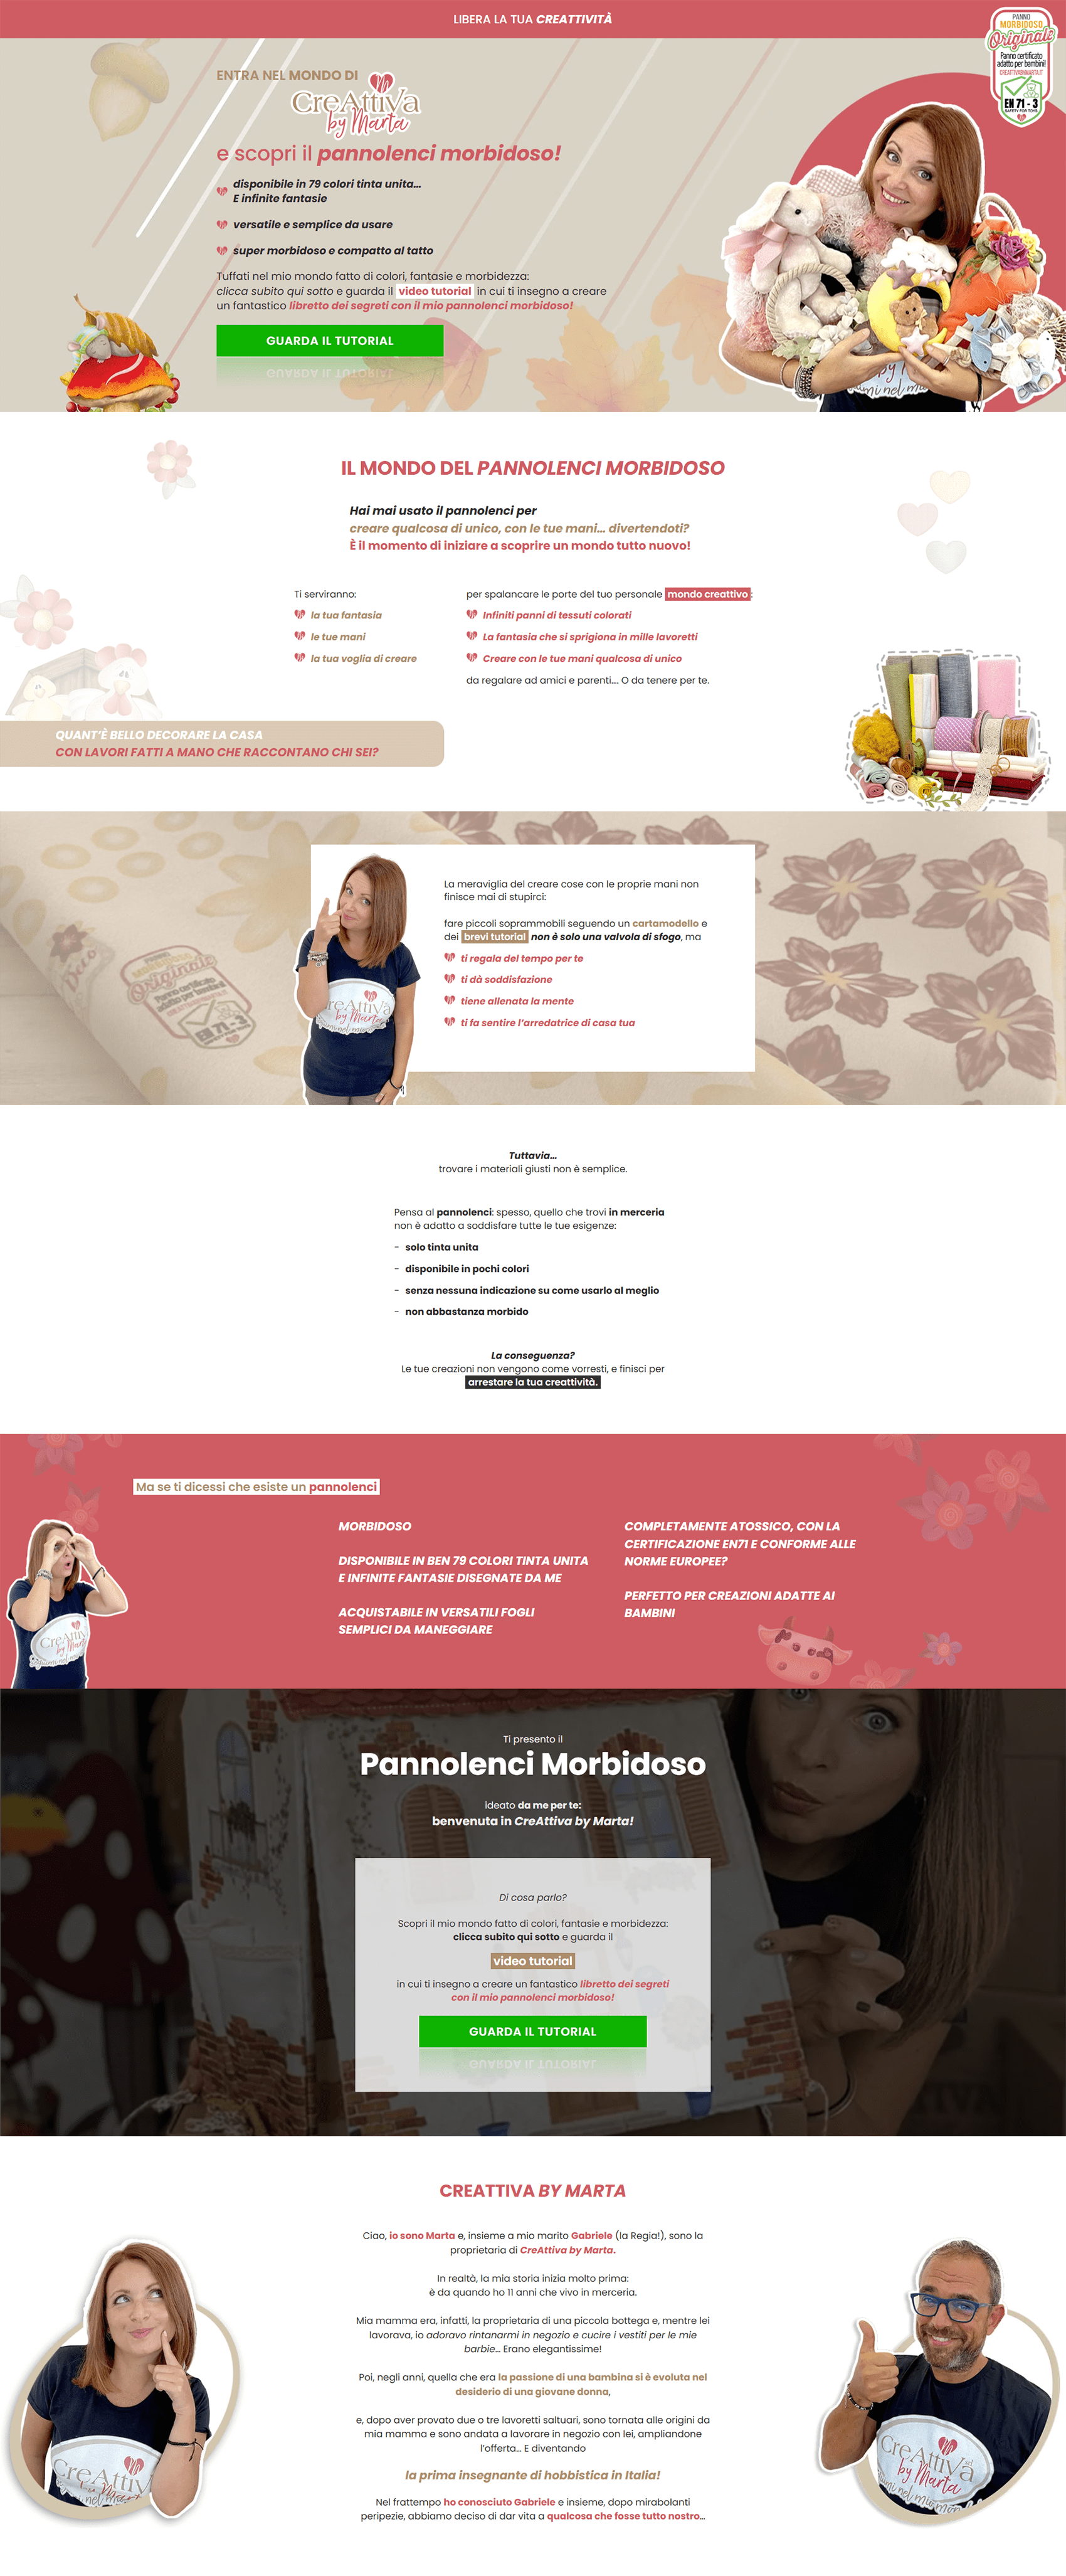 LIBERA LA TUA CREATTIVITÀ
PANNO
MORBIDOSO
Originale
Panno certificato
adatto per bambini!
CREATTIVABYMARTA.IT
EN 71 - 3
SAFETY FOR TOYS
ENTRA NEL MONDO DI
CreAttiva
by Marta
e scopri il pannolenci morbidoso!
disponibile in 79 colori tinta unita...
E infinite fantasie
versatile e semplice da usare
super morbidoso e compatto al tatto
Tuffati nel mio mondo fatto di colori, fantasie e morbidezza:
clicca subito qui sotto e guarda il video tutorial in cui ti insegno a creare
un fantastico libretto dei segreti con il mio pannolenci morbidoso!
GUARDA IL TUTORIAL
IL MONDO DEL PANNOLENCI MORBIDOSO
Hai mai usato il pannolenci per
creare qualcosa di unico, con le tue mani... divertendoti?
È il momento di iniziare a scoprire un mondo tutto nuovo!
Ti serviranno:
la tua fantasia
le tue mani
la tua voglia di creare
per spalancare le porte del tuo personale mondo creattivo:
Infiniti panni di tessuti colorati
La fantasia che si sprigiona in mille lavoretti
Creare con le tue mani qualcosa di unico
da regalare ad amici e parenti.... O da tenere per te.
QUANT'È BELLO DECORARE LA CASA
CON LAVORI FATTI A MANO CHE RACCONTANO CHI SEI?
La meraviglia del creare cose con le proprie mani non
finisce mai di stupirci:
fare piccoli soprammobili seguendo un cartamodello e
dei brevi tutorial non è solo una valvola di sfogo, ma
ti regala del tempo per te
ti dà soddisfazione
tiene allenata la mente
ti fa sentire l'arredatrice di casa tua
Tuttavia...
trovare i materiali giusti non è semplice.
Pensa al pannolenci: spesso, quello che trovi in merceria
non è adatto a soddisfare tutte le tue esigenze:
- solo tinta unita
- disponibile in pochi colori
- senza nessuna indicazione su come usarlo al meglio
- non abbastanza morbido
La conseguenza?
Le tue creazioni non vengono come vorresti, e finisci per
arrestare la tua creattività.
Ma se ti dicessi che esiste un pannolenci
MORBIDOSO
DISPONIBILE IN BEN 79 COLORI TINTA UNITA
E INFINITE FANTASIE DISEGNATE DA ME
ACQUISTABILE IN VERSATILI FOGLI
SEMPLICI DA MANEGGIARE
COMPLETAMENTE ATOSSICO, CON LA
CERTIFICAZIONE EN71 E CONFORME ALLE
NORME EUROPEE?
PERFETTO PER CREAZIONI ADATTE AI
BAMBINI
Ti presento il
Pannolenci Morbidoso
ideato da me per te:
benvenuta in CreAttiva by Marta!
Di cosa parlo?
Scopri il mio mondo fatto di colori, fantasie e morbidezza:
clicca subito qui sotto e guarda il
video tutorial
in cui ti insegno a creare un fantastico libretto dei segreti
con il mio pannolenci morbidoso!
GUARDA IL TUTORIAL
CREATTIVA BY MARTA
Ciao, io sono Marta e, insieme a mio marito Gabriele (la Regia!), sono la
proprietaria di CreAttiva by Marta.
In realtà, la mia storia inizia molto prima:
è da quando ho 11 anni che vivo in merceria.
Mia mamma era, infatti, la proprietaria di una piccola bottega e, mentre lei
lavorava, io adoravo rintanarmi in negozio e cucire i vestiti per le mie
barbie... Erano elegantissime!
Poi, negli anni, quella che era la passione di una bambina si è evoluta nel
desiderio di una giovane donna,
e, dopo aver provato due o tre lavoretti saltuari, sono tornata alle origini da
mia mamma e sono andata a lavorare in negozio con lei, ampliandone
l'offerta... E diventando
la prima insegnante di hobbistica in Italia!
Nel frattempo ho conosciuto Gabriele e insieme, dopo mirabolanti
peripezie, abbiamo deciso di dar vita a qualcosa che fosse tutto nostro...